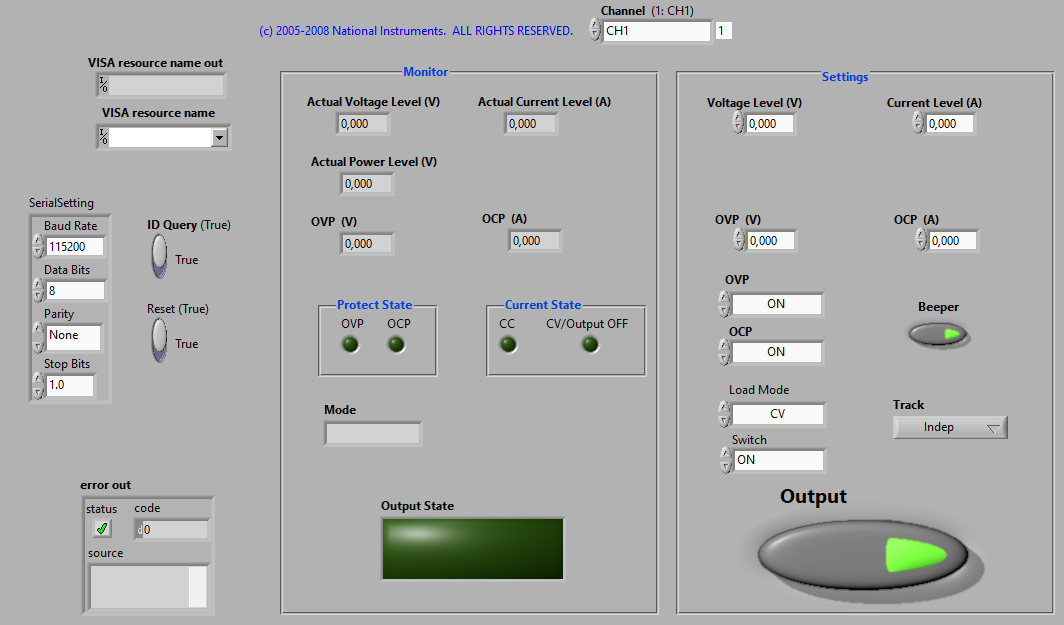 Channel (1: CH1)
(c) 2005-2008 National Instruments. ALL RIGHTS RESERVED.
CH1
1
VISA resource name out
I/0
VISA resource name
I/0
SerialSetting
Baud Rate
115200
Data Bits
8
Parity
None
Stop Bits
1.0
ID Query (True)
True
Reset (True)
True
error out
status
code
0
source
Monitor
Actual Voltage Level (V)
0,000
Actual Current Level (A)
0,000
Actual Power Level (V)
0,000
OVP (V)
0,000
OCP (A)
0,000
Protect State
OVP
OCP
Current State
CC
CV/Output OFF
Mode
Output State
Settings
Voltage Level (V)
0,000
Current Level (A)
0,000
OVP (V)
0,000
OCP (A)
0,000
OVP
ON
OCP
ON
Beeper
Load Mode
CV
Track
Indep
Switch
ON
Output